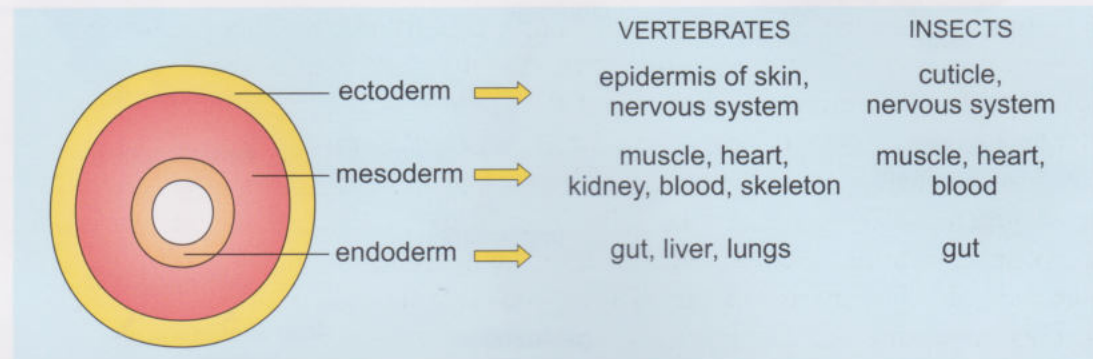 VERTEBRATES INSECTS
ectoderm epidermis of skin, cuticle,
nervous system nervous system
mesoderm muscle, heart, muscle, heart,
kidney, blood, skeleton blood
endoderm gut, liver, lungs gut